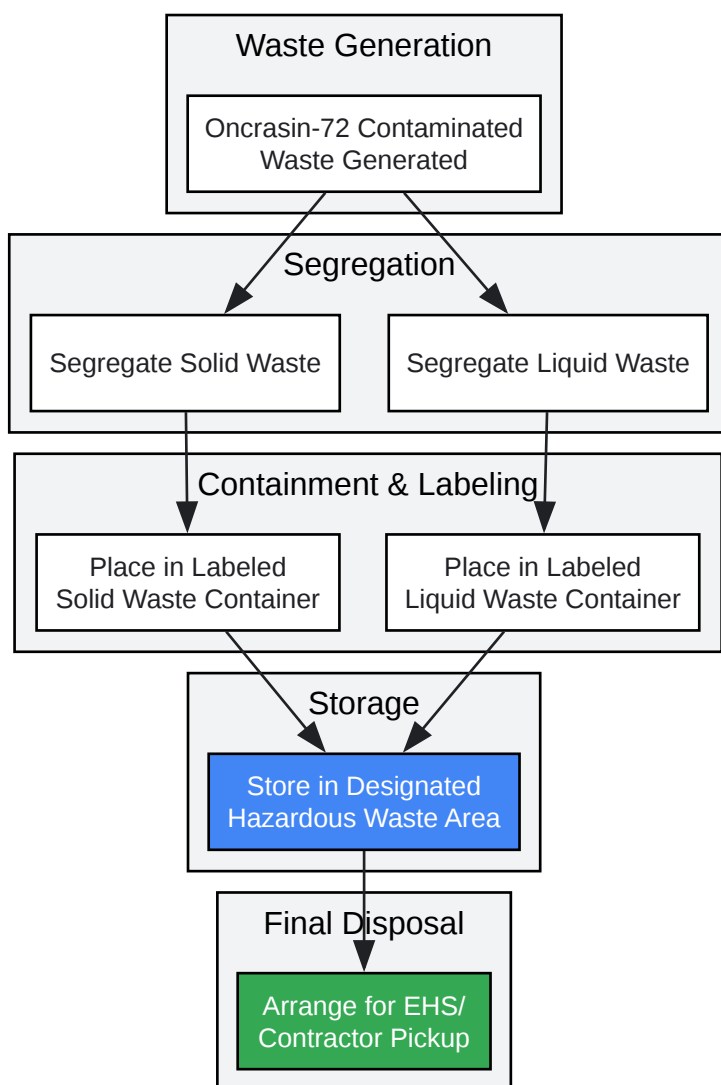 Waste Generation
Oncrasin-72 Contaminated
Waste Generated
Segregation
Segregate Solid Waste
Segregate Liquid Waste
Containment & Labeling
Place in Labeled
Solid Waste Container
Place in Labeled
Liquid Waste Container
Storage
Store in Designated
Hazardous Waste Area
Final Disposal
Arrange for EHS/
Contractor Pickup